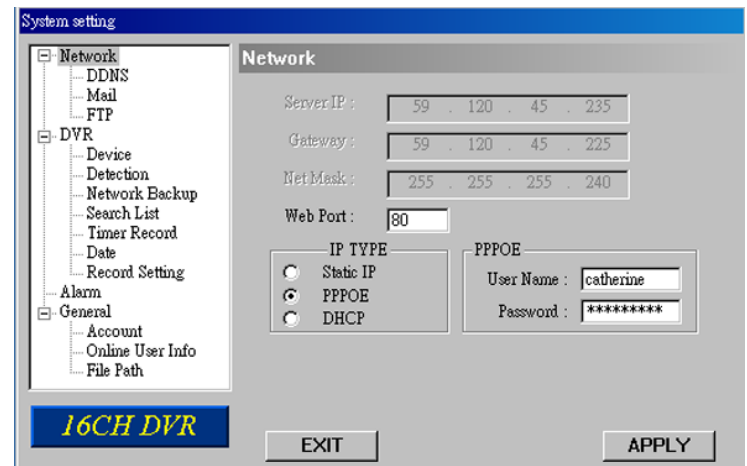 System setting
Network
DDNS
Mail
FTP
DVR
Device
Detection
Network Backup
Search List
Timer Record
Date
Record Setting
Alarm
General
Account
Online User Info
File Path
16CH DVR
Network
Server IP : 59 . 120 . 45 . 235
Gateway : 59 . 120 . 45 . 225
Net Mask : 255 . 255 . 255 . 240
Web Port : 80
IP TYPE
Static IP
PPPOE
DHCP
PPPOE
User Name : catherine
Password : *********
EXIT
APPLY